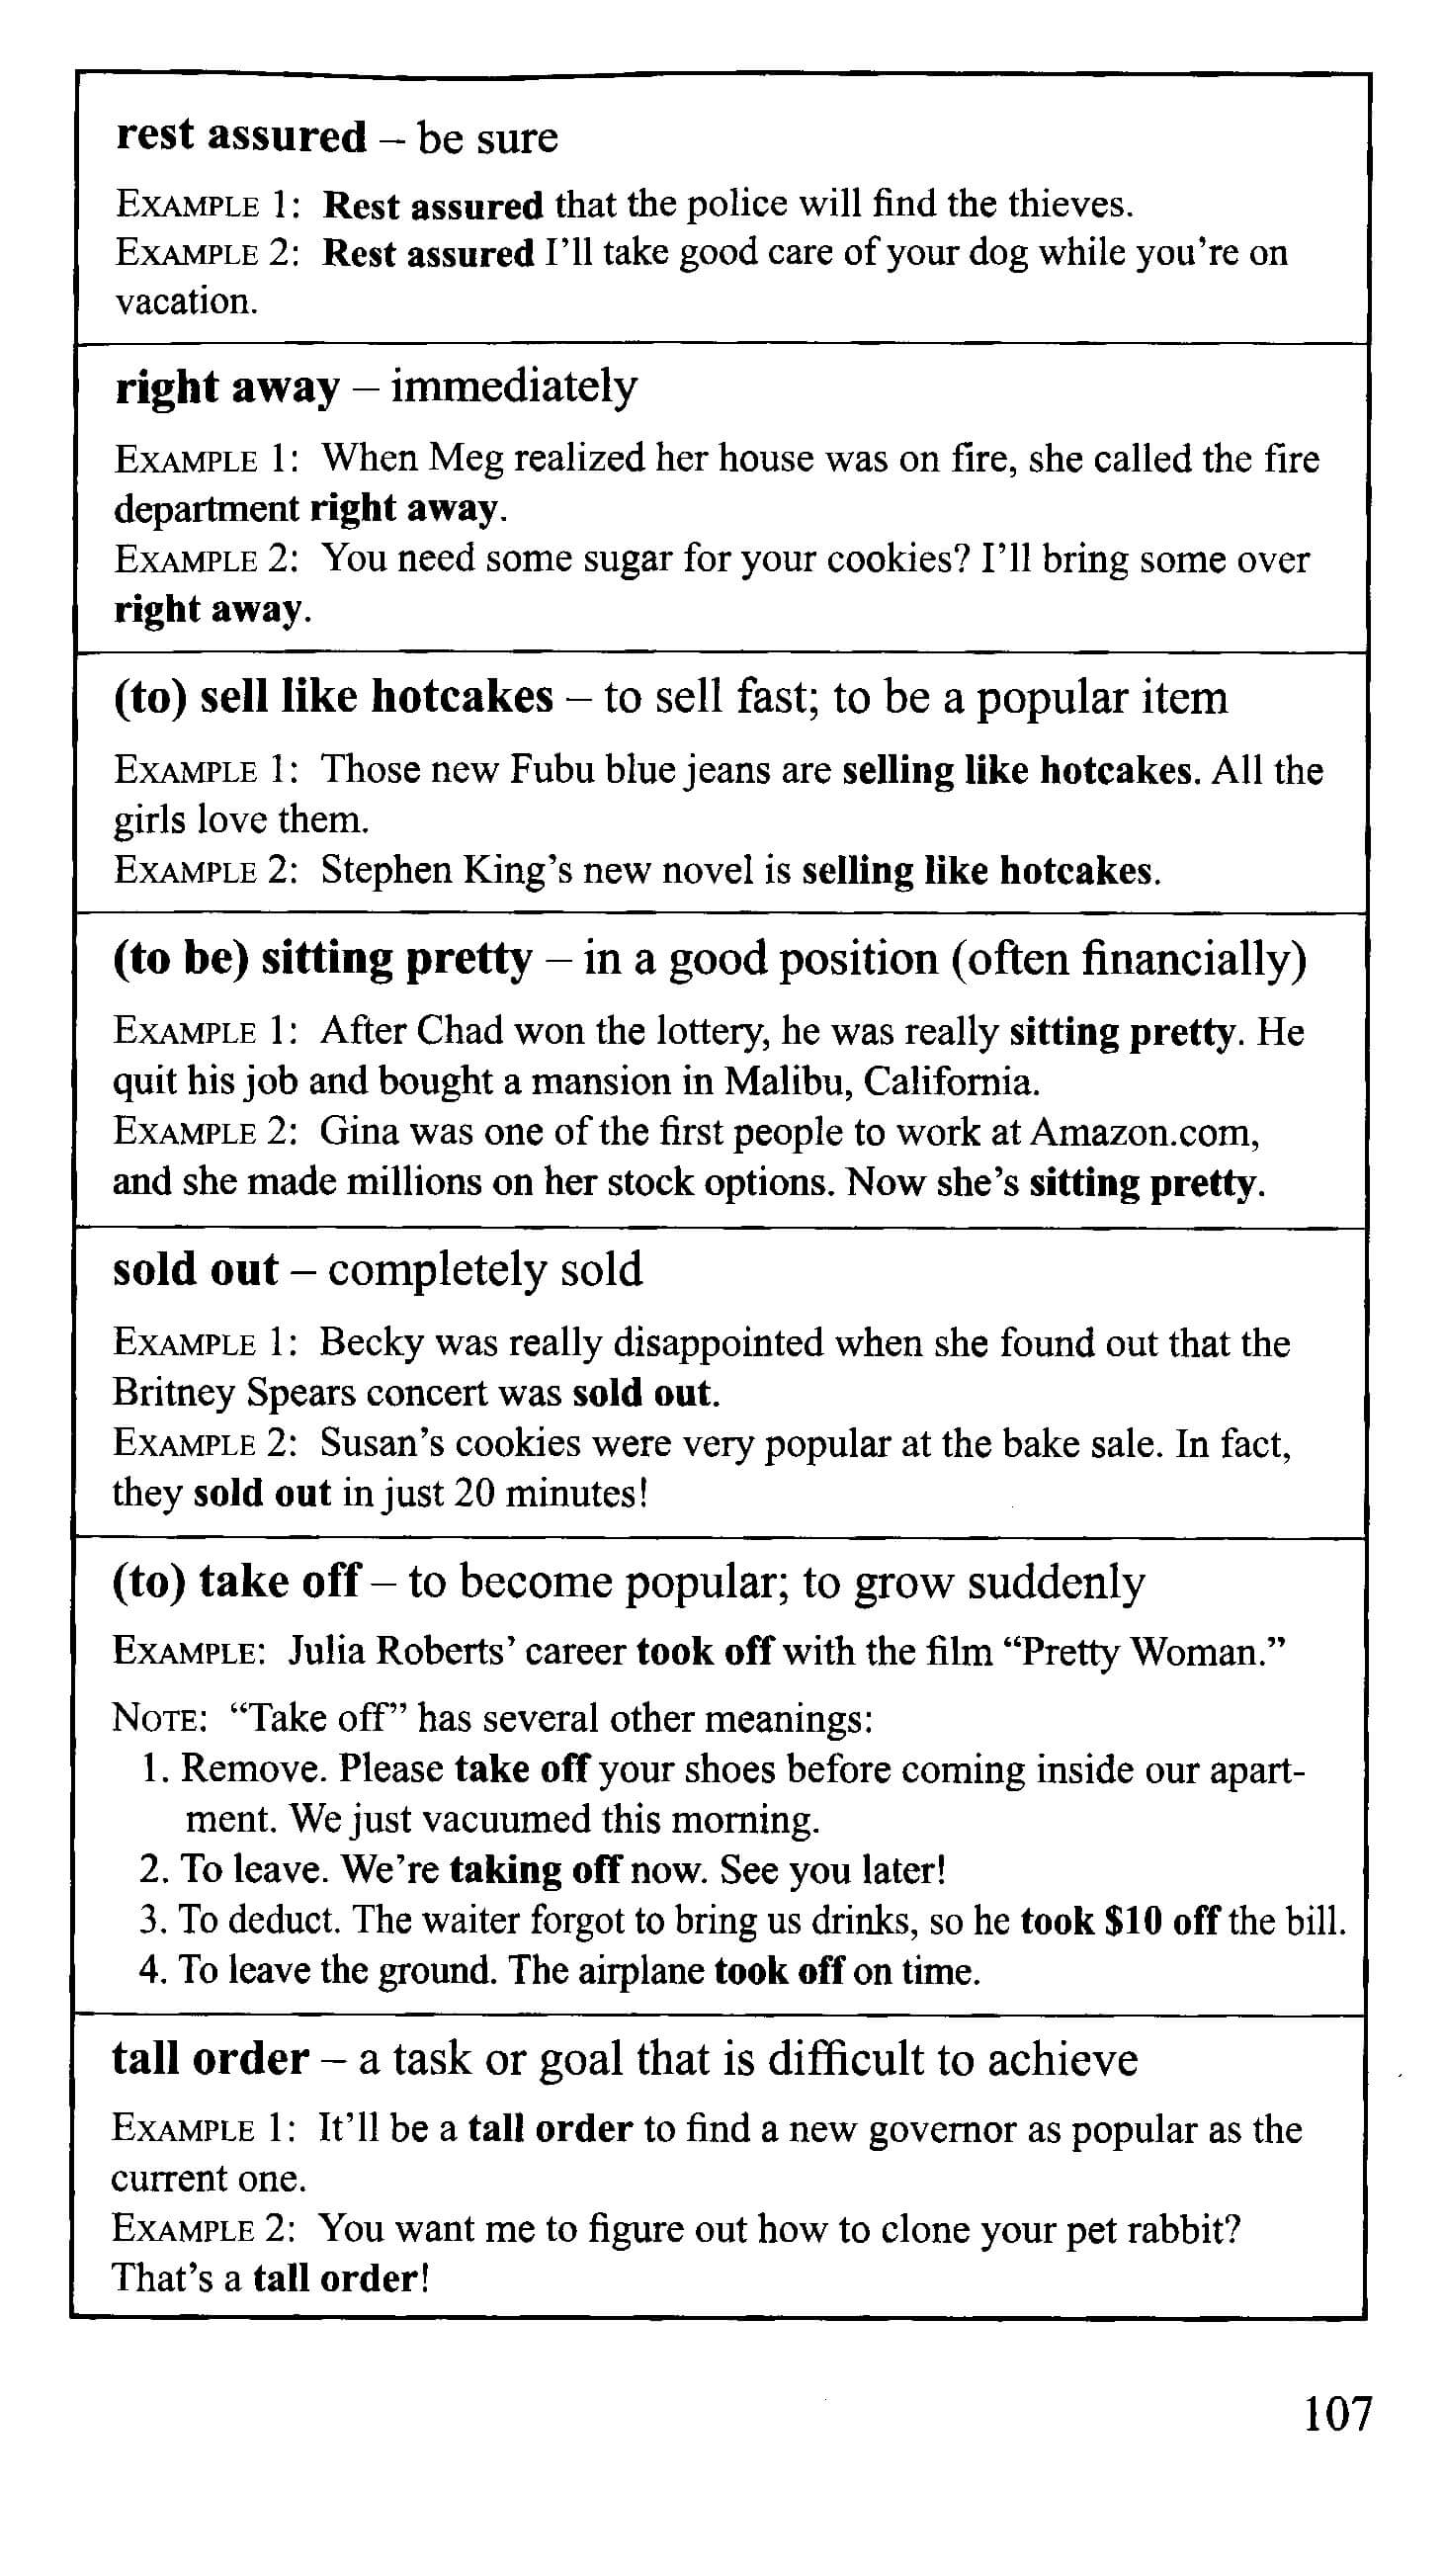 rest assured – be sure
EXAMPLE 1: Rest assured that the police will find the thieves.
EXAMPLE 2: Rest assured I'll take good care of your dog while you're on
vacation.
right away – immediately
EXAMPLE 1: When Meg realized her house was on fire, she called the fire
department right away.
EXAMPLE 2: You need some sugar for your cookies? I'll bring some over
right away.
(to) sell like hotcakes – to sell fast; to be a popular item
EXAMPLE 1: Those new Fubu blue jeans are selling like hotcakes. All the
girls love them.
EXAMPLE 2: Stephen King's new novel is selling like hotcakes.
(to be) sitting pretty – in a good position (often financially)
EXAMPLE 1: After Chad won the lottery, he was really sitting pretty. He
quit his job and bought a mansion in Malibu, California.
EXAMPLE 2: Gina was one of the first people to work at Amazon.com,
and she made millions on her stock options. Now she's sitting pretty.
sold out – completely sold
EXAMPLE 1: Becky was really disappointed when she found out that the
Britney Spears concert was sold out.
EXAMPLE 2: Susan's cookies were very popular at the bake sale. In fact,
they sold out in just 20 minutes!
(to) take off – to become popular; to grow suddenly
EXAMPLE: Julia Roberts' career took off with the film “Pretty Woman.”
NOTE: “Take off” has several other meanings:
1. Remove. Please take off your shoes before coming inside our apart-
ment. We just vacuumed this morning.
2. To leave. We're taking off now. See you later!
3. To deduct. The waiter forgot to bring us drinks, so he took $10 off the bill.
4. To leave the ground. The airplane took off on time.
tall order – a task or goal that is difficult to achieve
EXAMPLE 1: It'll be a tall order to find a new governor as popular as the
current one.
EXAMPLE 2: You want me to figure out how to clone your pet rabbit?
That's a tall order!
107